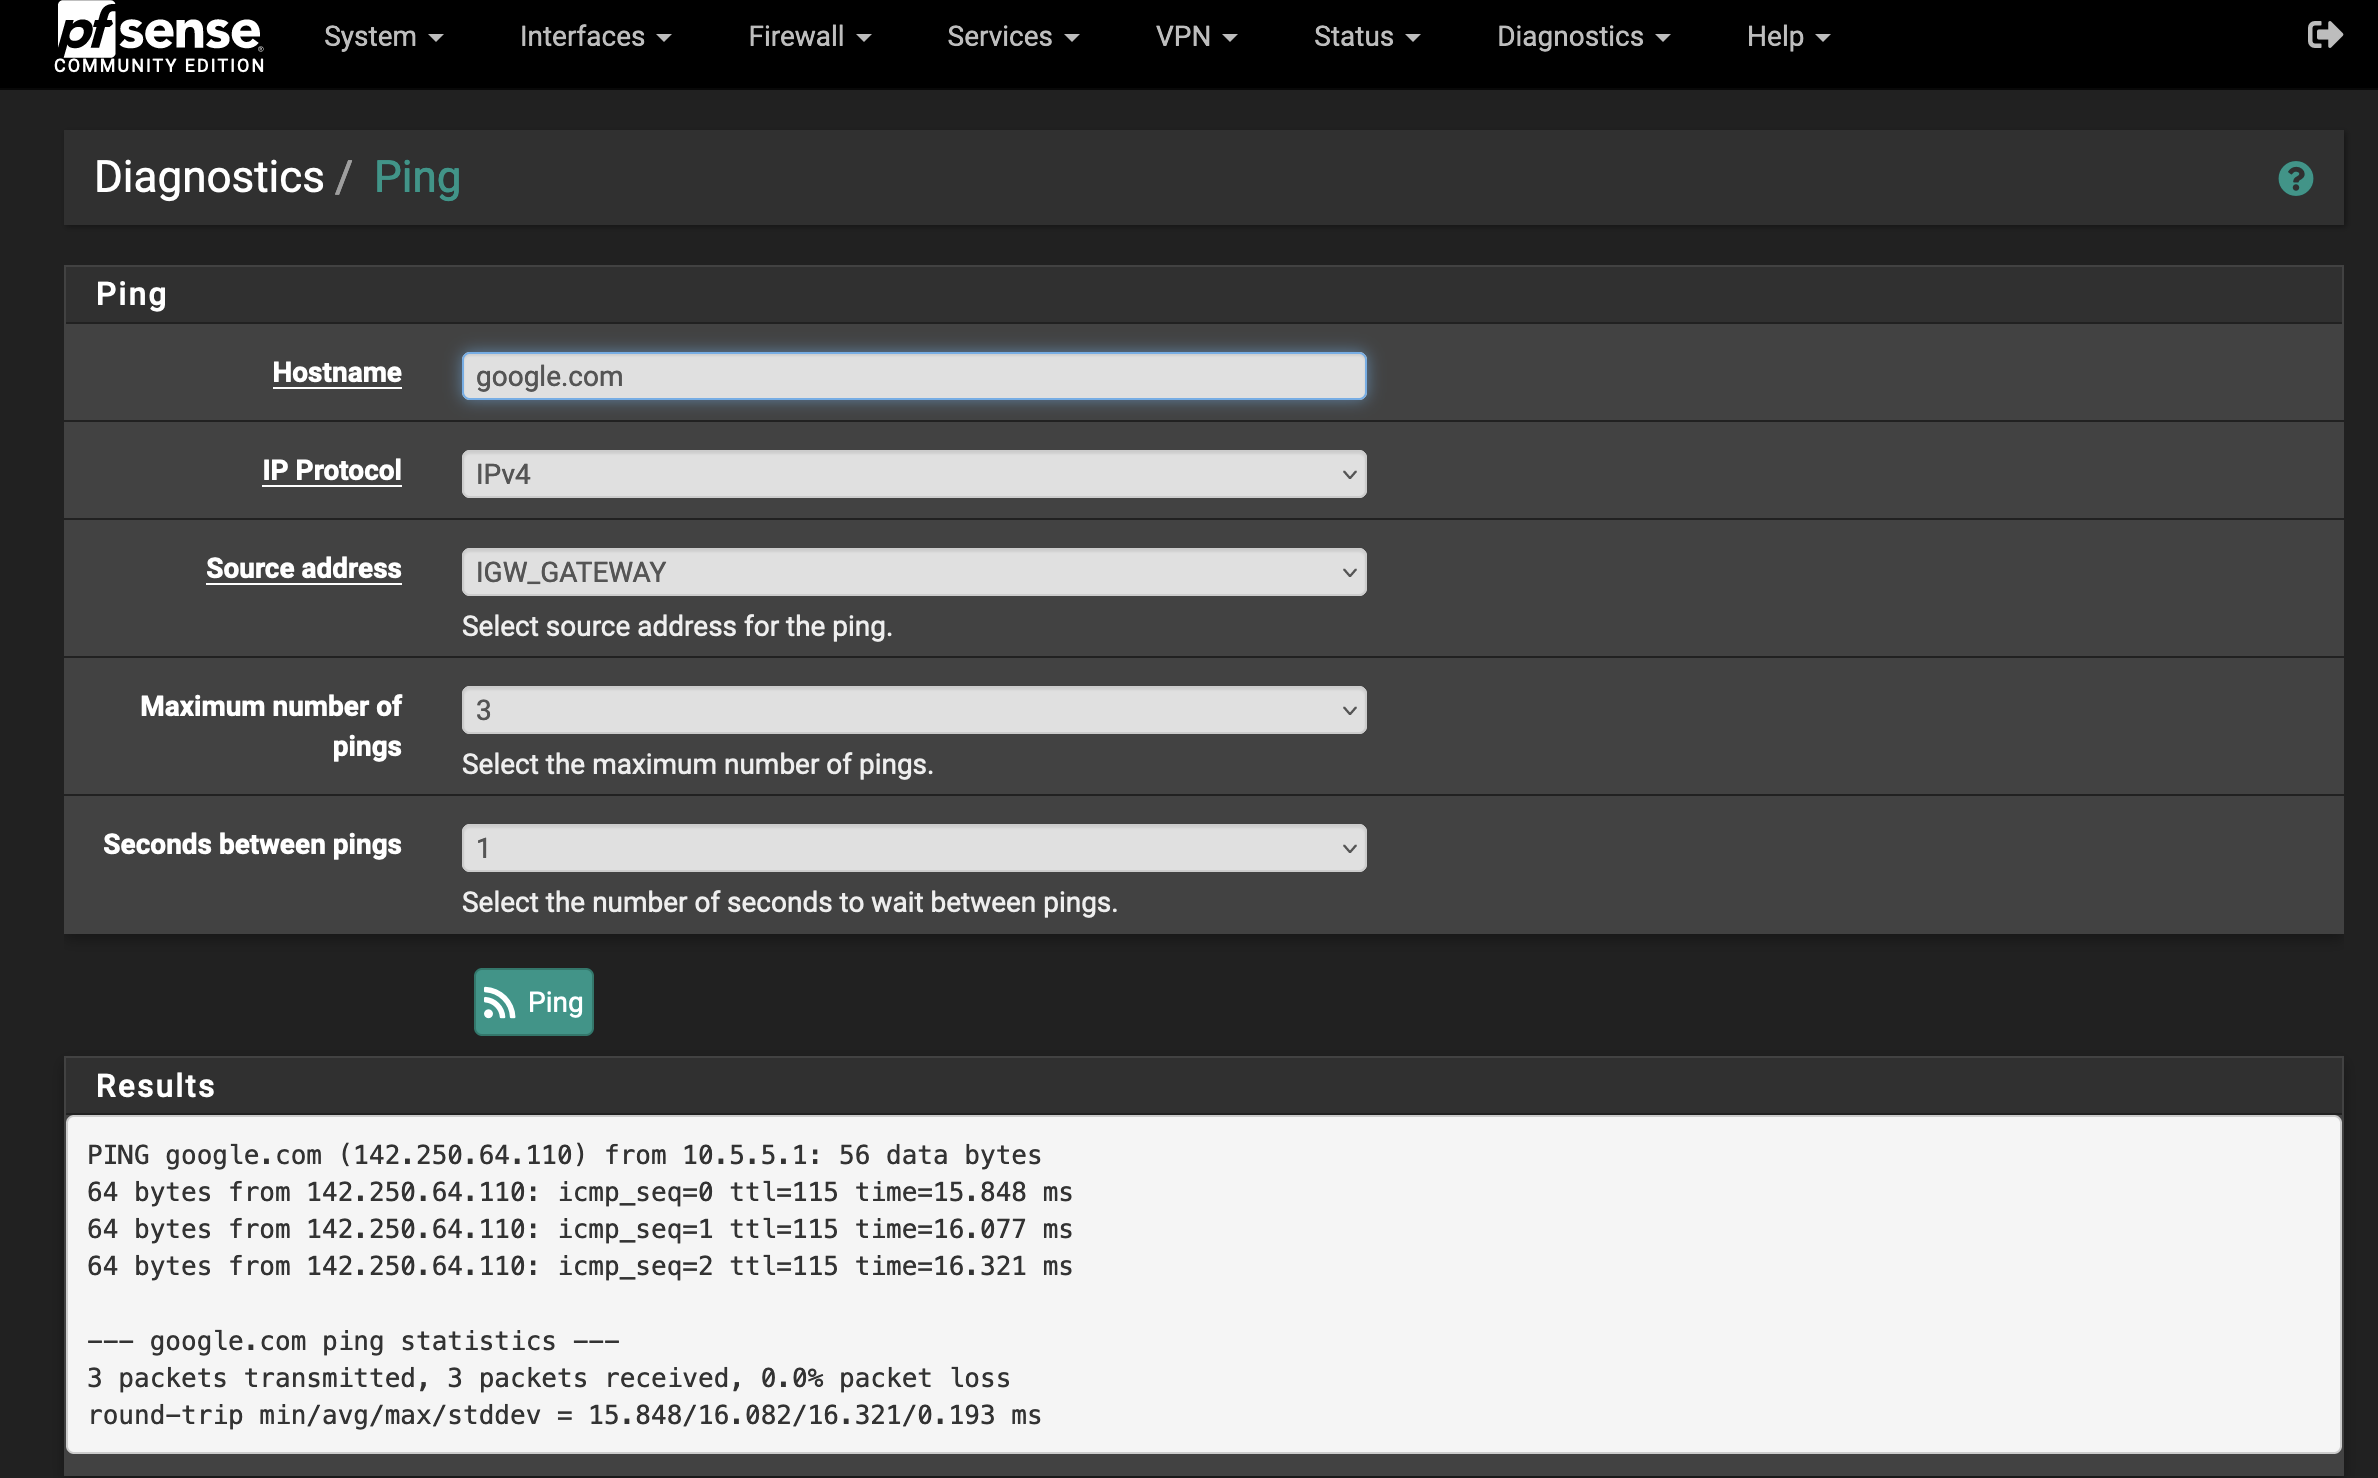 pfsense
COMMUNITY EDITION
System
Interfaces
Firewall
Services
VPN
Status
Diagnostics
Help
Diagnostics / Ping
?
Ping
Hostname
google.com
IP Protocol
IPv4
Source address
IGW_GATEWAY
Select source address for the ping.
Maximum number of
pings
3
Select the maximum number of pings.
Seconds between pings
1
Select the number of seconds to wait between pings.
Ping
Results
PING google.com (142.250.64.110) from 10.5.5.1: 56 data bytes
64 bytes from 142.250.64.110: icmp_seq=0 ttl=115 time=15.848 ms
64 bytes from 142.250.64.110: icmp_seq=1 ttl=115 time=16.077 ms
64 bytes from 142.250.64.110: icmp_seq=2 ttl=115 time=16.321 ms
--- google.com ping statistics ---
3 packets transmitted, 3 packets received, 0.0% packet loss
round-trip min/avg/max/stddev = 15.848/16.082/16.321/0.193 ms